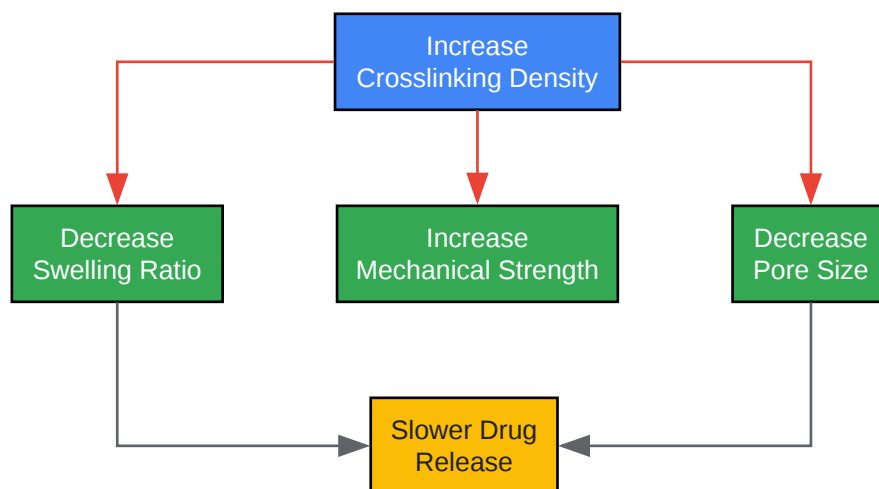 Increase
Crosslinking Density
Decrease
Swelling Ratio
Increase
Mechanical Strength
Decrease
Pore Size
Slower Drug
Release